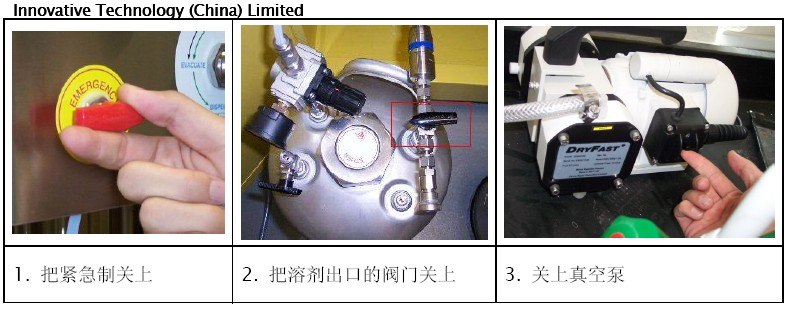 Innovative Technology (China) Limited
EMERGENCY
EVACUATE
DRYFAST
1. 把紧急制关上
2. 把溶剂出口的阀门关上
3. 关上真空泵